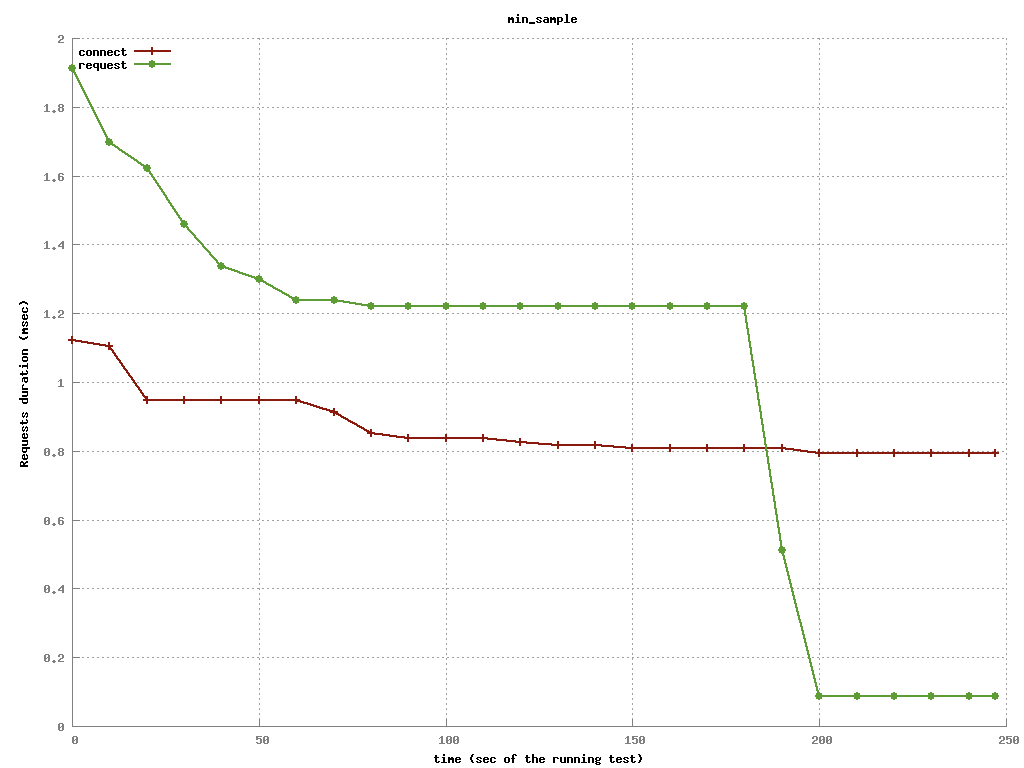 min_sample
connect
request
2
1.8
1.6
1.4
1.2
1
0.8
0.6
0.4
0.2
0
Requests duration (msec)
0 50 100 150 200 250
time (sec of the running test)